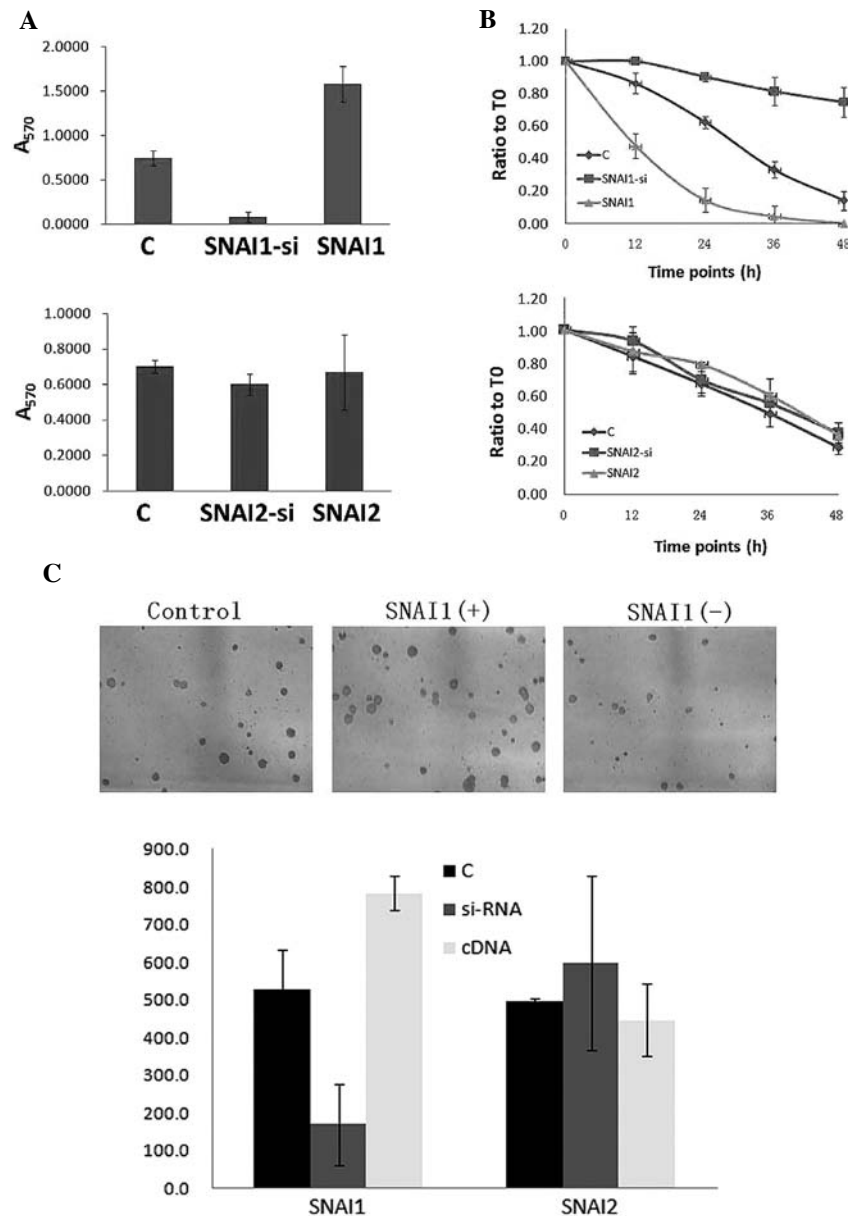 A
2.0000
1.5000
1.0000
0.5000
0.0000
A570
C SNAI1-si SNAI1
1.0000
0.8000
0.6000
0.4000
0.2000
0.0000
A570
C SNAI2-si SNAI2
B
1.20
1.00
0.80
0.60
0.40
0.20
0.00
Ratio to T0
C
SNAI1-si
SNAI1
0 12 24 36 48
Time points (h)
1.20
1.00
0.80
0.60
0.40
0.20
0.00
Ratio to T0
C
SNAI2-si
SNAI2
0 12 24 36 48
Time points (h)
C
Control SNAI1(+) SNAI1(-)
900.0
800.0
700.0
600.0
500.0
400.0
300.0
200.0
100.0
0.0
C
si-RNA
cDNA
SNAI1 SNAI2